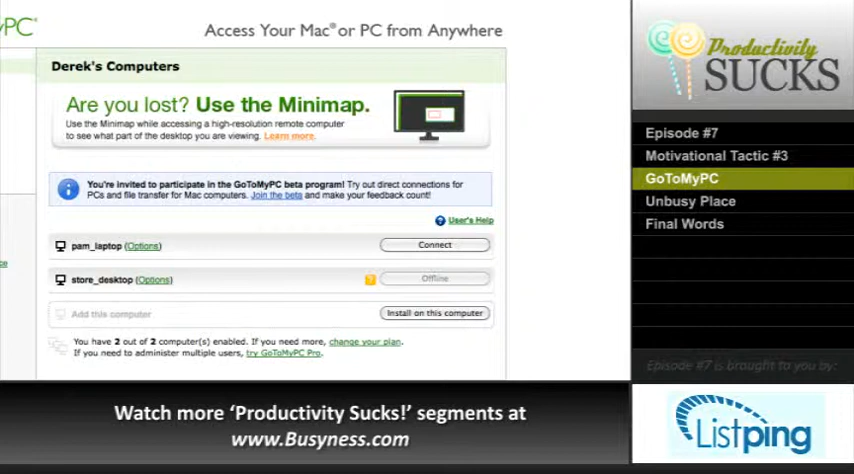 Access Your Mac® or PC from Anywhere
Derek's Computers
Are you lost? Use the Minimap.
Use the Minimap while accessing a high-resolution remote computer
to see what part of the desktop you are viewing. Learn more.
You're invited to participate in the GoToMyPC beta program! Try out direct connections for
PCs and file transfer for Mac computers. Join the beta and make your feedback count!
User's Help
pam_laptop (Options)
Connect
store_desktop (Options)
Offline
Add this computer
Install on this computer
You have 2 out of 2 computer(s) enabled. If you need more, change your plan.
If you need to administer multiple users, try GoToMyPC Pro.
Watch more ‘Productivity Sucks!’ segments at
www.Busyness.com
Productivity
SUCKS
Episode #7
Motivational Tactic #3
GoToMyPC
Unbusy Place
Final Words
Episode #7 is brought to you by:
Listping